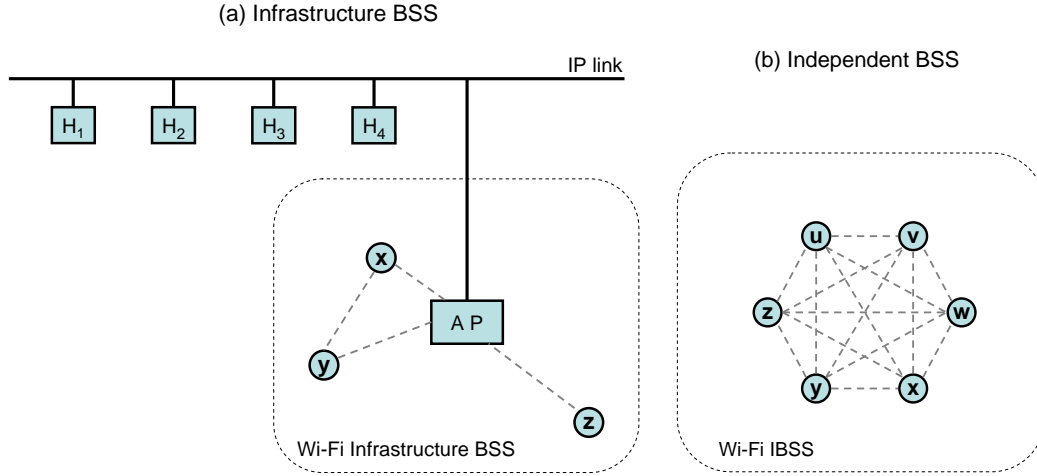 (a) Infrastructure BSS
IP link
(b) Independent BSS
H1 H2 H3 H4
x
A P
y
z
Wi-Fi Infrastructure BSS
u v
z w
y x
Wi-Fi IBSS